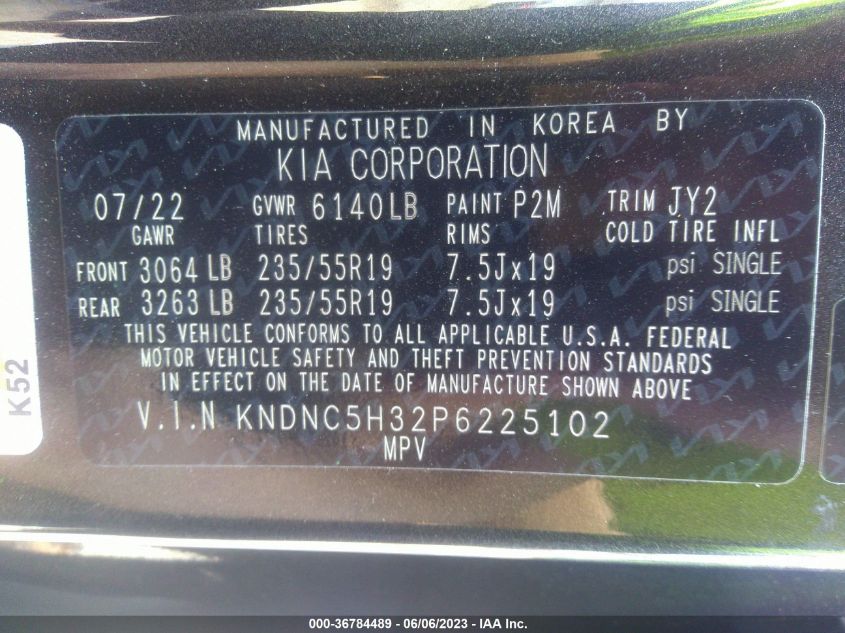 MANUFACTURED IN KOREA BY
KIA CORPORATION
07/22 GVWR 6140LB PAINT P2M TRIM JY2
GAWR TIRES RIMS COLD TIRE INFL
FRONT 3064 LB 235/55R19 7.5Jx19 psi SINGLE
REAR 3263 LB 235/55R19 7.5Jx19 psi SINGLE
THIS VEHICLE CONFORMS TO ALL APPLICABLE U.S.A. FEDERAL
MOTOR VEHICLE SAFETY AND THEFT PREVENTION STANDARDS
IN EFFECT ON THE DATE OF MANUFACTURE SHOWN ABOVE
V.I.N KNDNC5H32P6225102
MPV
K52
000-36784489 - 06/06/2023 - IAA Inc.